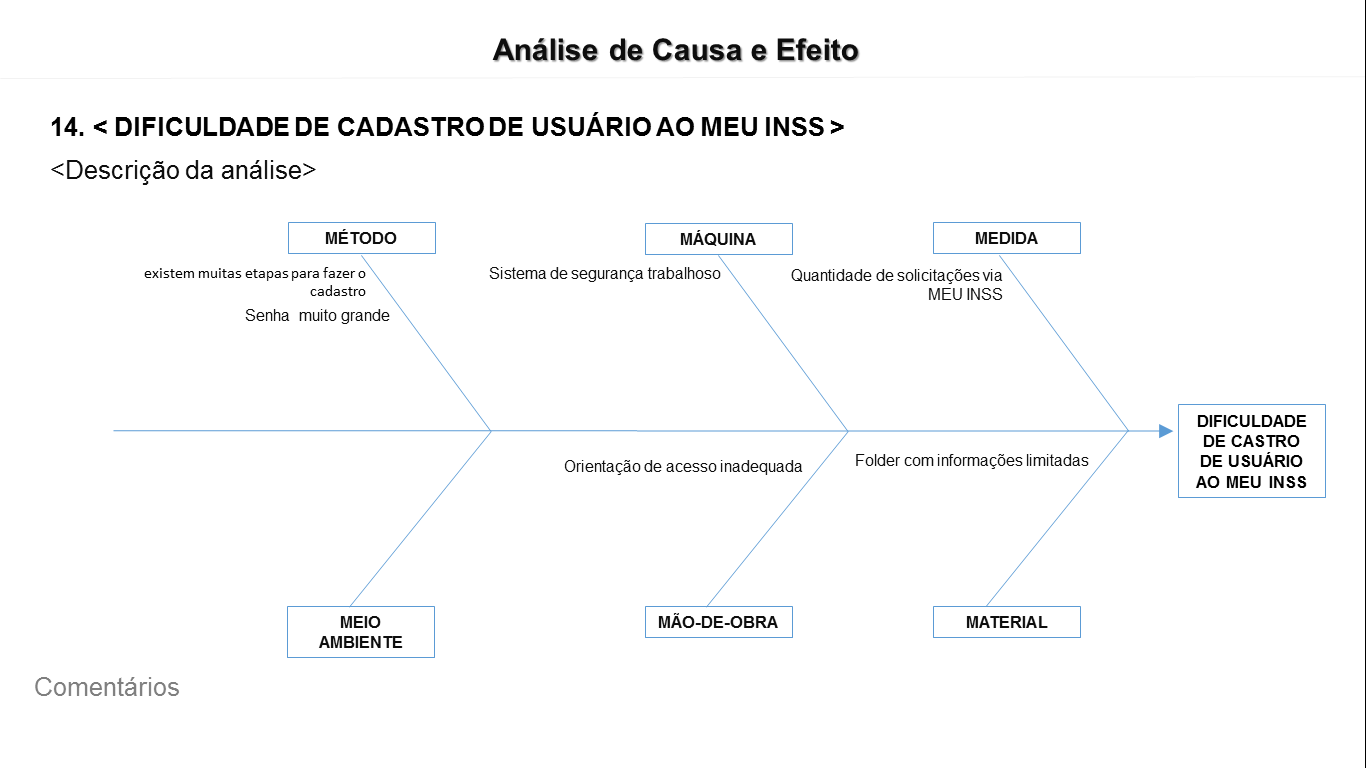 Análise de Causa e Efeito
14. < DIFICULDADE DE CADASTRO DE USUÁRIO AO MEU INSS >
<Descrição da análise>
MÉTODO
MÁQUINA
MEDIDA
existem muitas etapas para fazer o
cadastro
Senha muito grande
Sistema de segurança trabalhoso
Quantidade de solicitações via
MEU INSS
DIFICULDADE
DE CASTRO
DE USUÁRIO
AO MEU INSS
Orientação de acesso inadequada
Folder com informações limitadas
MEIO
AMBIENTE
MÃO-DE-OBRA
MATERIAL
Comentários